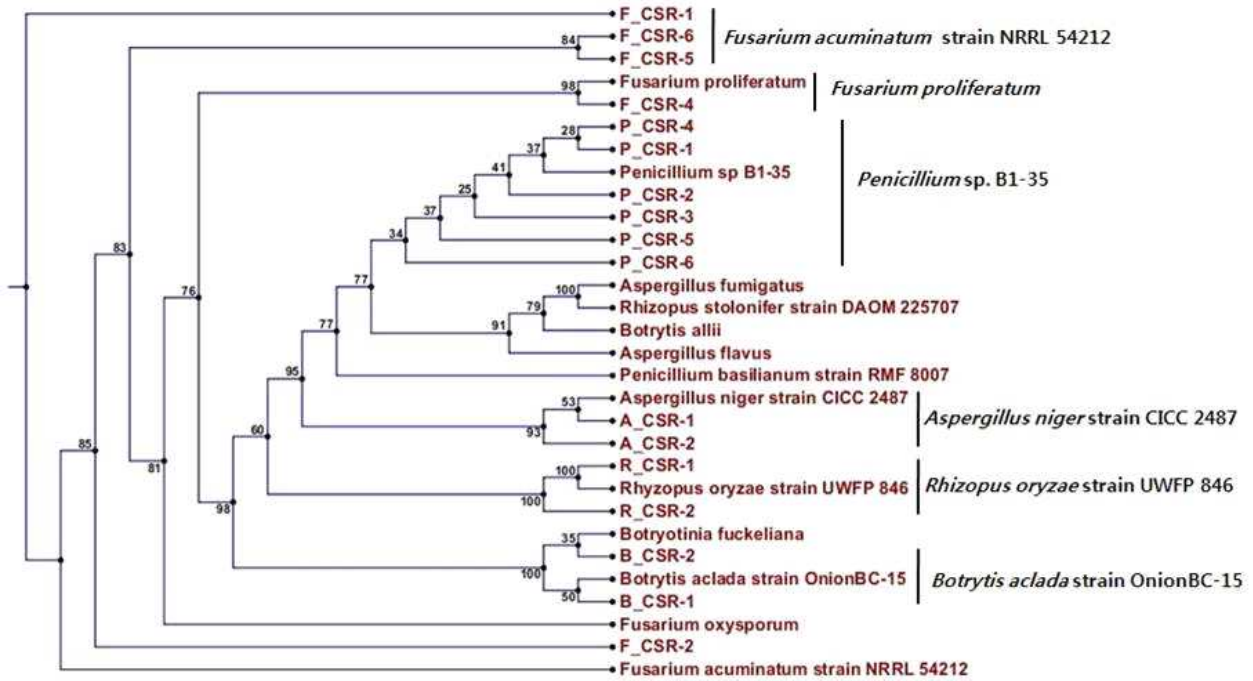 F_CSR-1
F_CSR-6
84
F_CSR-5
Fusarium acuminatum strain NRRL 54212
Fusarium proliferatum
98
F_CSR-4
Fusarium proliferatum
P_CSR-4
28
P_CSR-1
37
Penicillium sp B1-35
41
P_CSR-2
25
P_CSR-3
37
P_CSR-5
34
P_CSR-6
Penicillium sp. B1-35
83
77
76
Aspergillus fumigatus
100
Rhizopus stolonifer strain DAOM 225707
79
Botrytis allii
91
77
Aspergillus flavus
Penicillium basilianum strain RMF 8007
95
Aspergillus niger strain CICC 2487
53
A_CSR-1
93
A_CSR-2
Aspergillus niger strain CICC 2487
60
85
81
R_CSR-1
100
Rhyzopus oryzae strain UWFP 846
100
R_CSR-2
Rhizopus oryzae strain UWFP 846
98
Botryotinia fuckeliana
35
B_CSR-2
100
Botrytis aclada strain OnionBC-15
50
B_CSR-1
Botrytis aclada strain OnionBC-15
Fusarium oxysporum
F_CSR-2
Fusarium acuminatum strain NRRL 54212